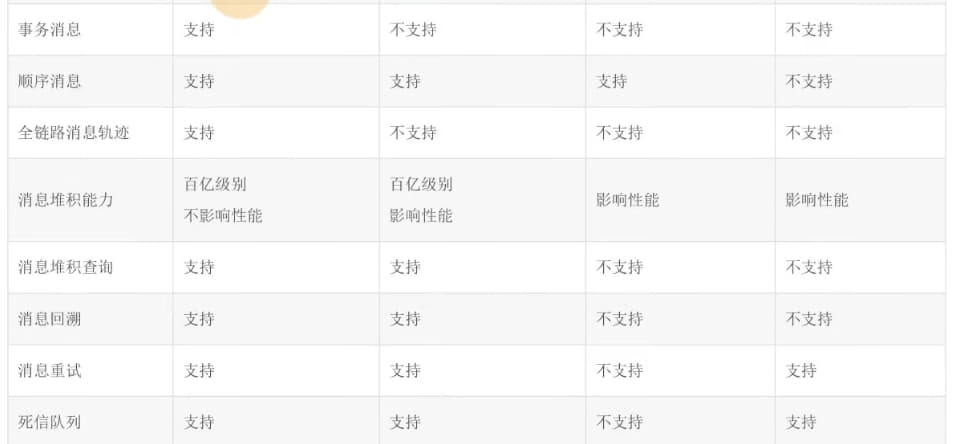 事务消息 支持 不支持 不支持 不支持
顺序消息 支持 支持 支持 不支持
全链路消息轨迹 支持 不支持 不支持 不支持
消息堆积能力 百亿级别 百亿级别 影响性能 影响性能
不影响性能 影响性能
消息堆积查询 支持 支持 不支持 不支持
消息回溯 支持 支持 不支持 不支持
消息重试 支持 支持 不支持 支持
死信队列 支持 支持 不支持 支持